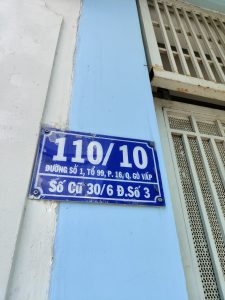 110/10
ĐƯỜNG SỐ 1, TỔ 99, P. 16, Q. GÒ VẤP
Số Cũ 30/6 Đ.Số 3